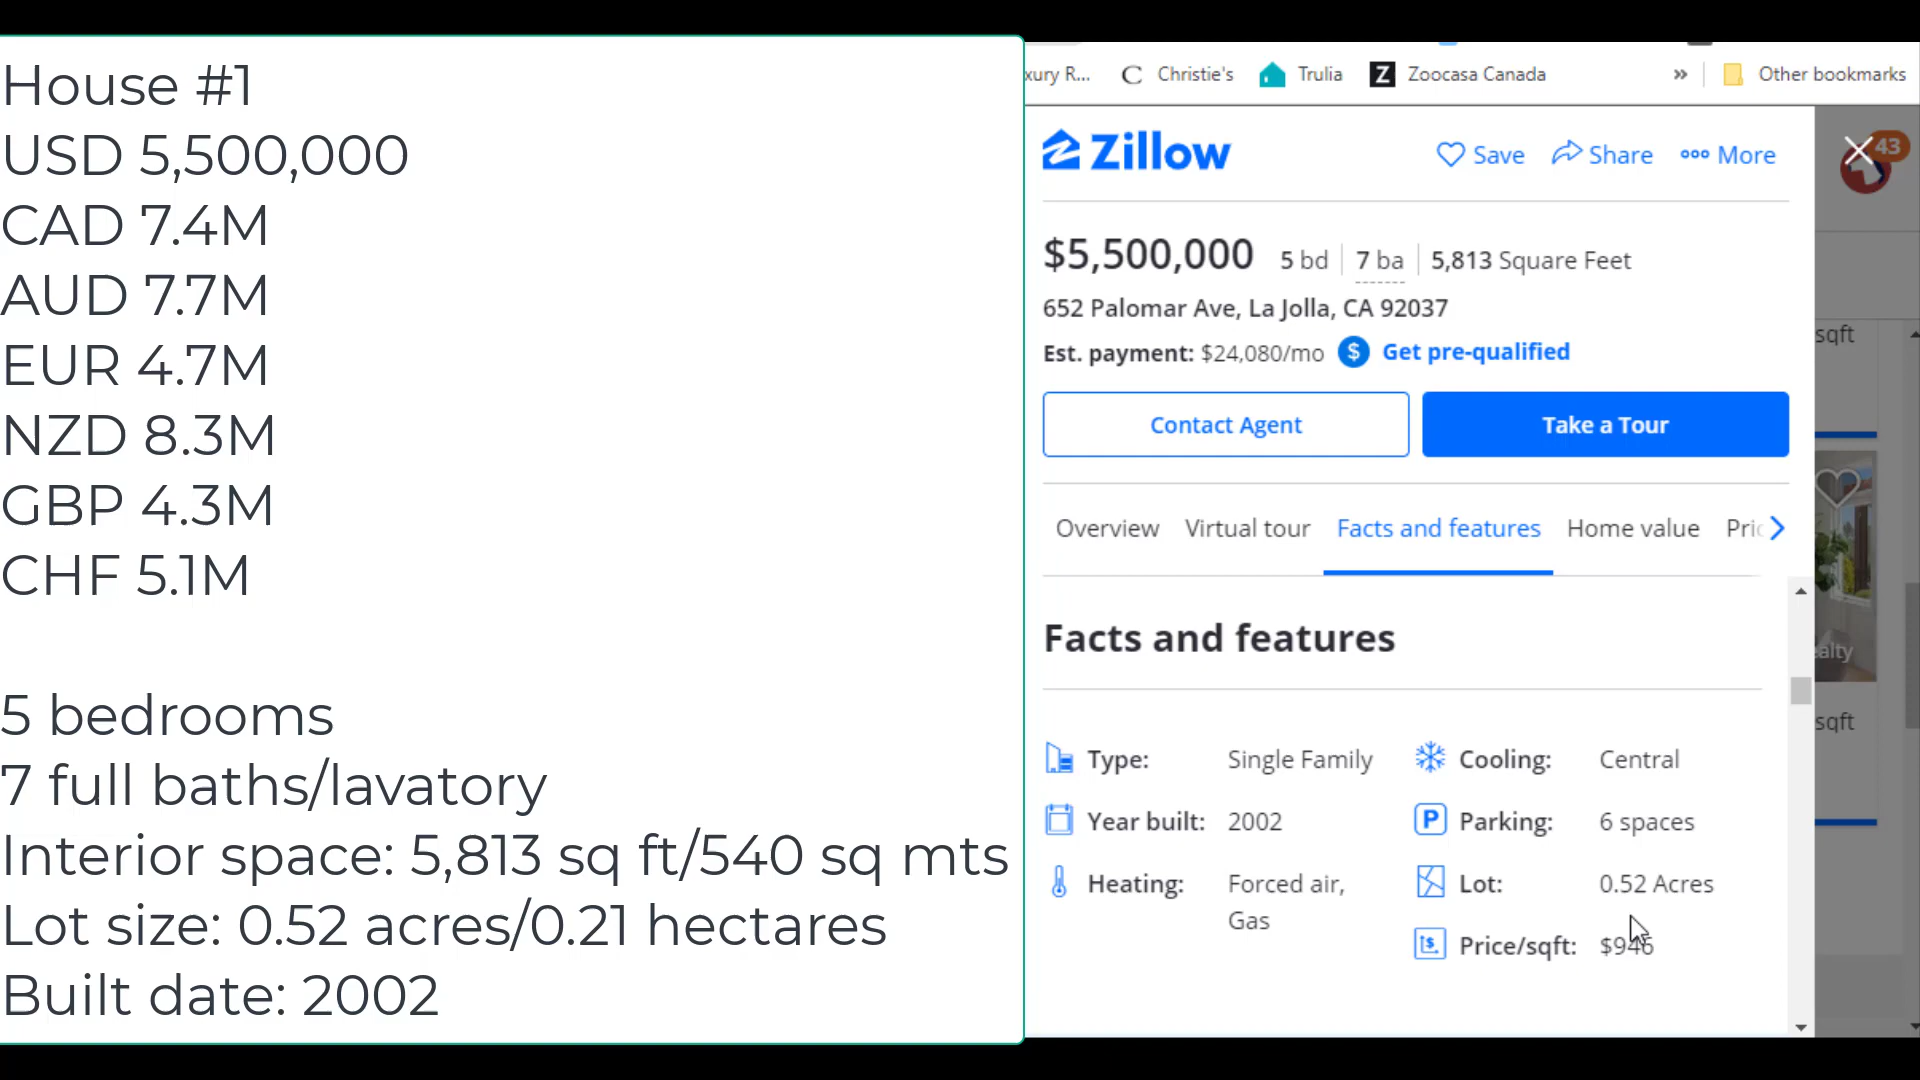 House #1
USD 5,500,000
CAD 7.4M
AUD 7.7M
EUR 4.7M
NZD 8.3M
GBP 4.3M
CHF 5.1M
5 bedrooms
7 full baths/lavatory
Interior space: 5,813 sq ft/540 sq mts
Lot size: 0.52 acres/0.21 hectares
Built date: 2002
xury R... Christie's Trulia Zoocasa Canada » Other bookmarks
Zillow Save Share More
43
$5,500,000 5 bd 7 ba 5,813 Square Feet
652 Palomar Ave, La Jolla, CA 92037
Est. payment: $24,080/mo $ Get pre-qualified
Contact Agent Take a Tour
Overview Virtual tour Facts and features Home value Pric
Facts and features
Type: Single Family Cooling: Central
Year built: 2002 P Parking: 6 spaces
Heating: Forced air, Lot: 0.52 Acres
Gas
Price/sqft: $946
sqft
ealty
sqft